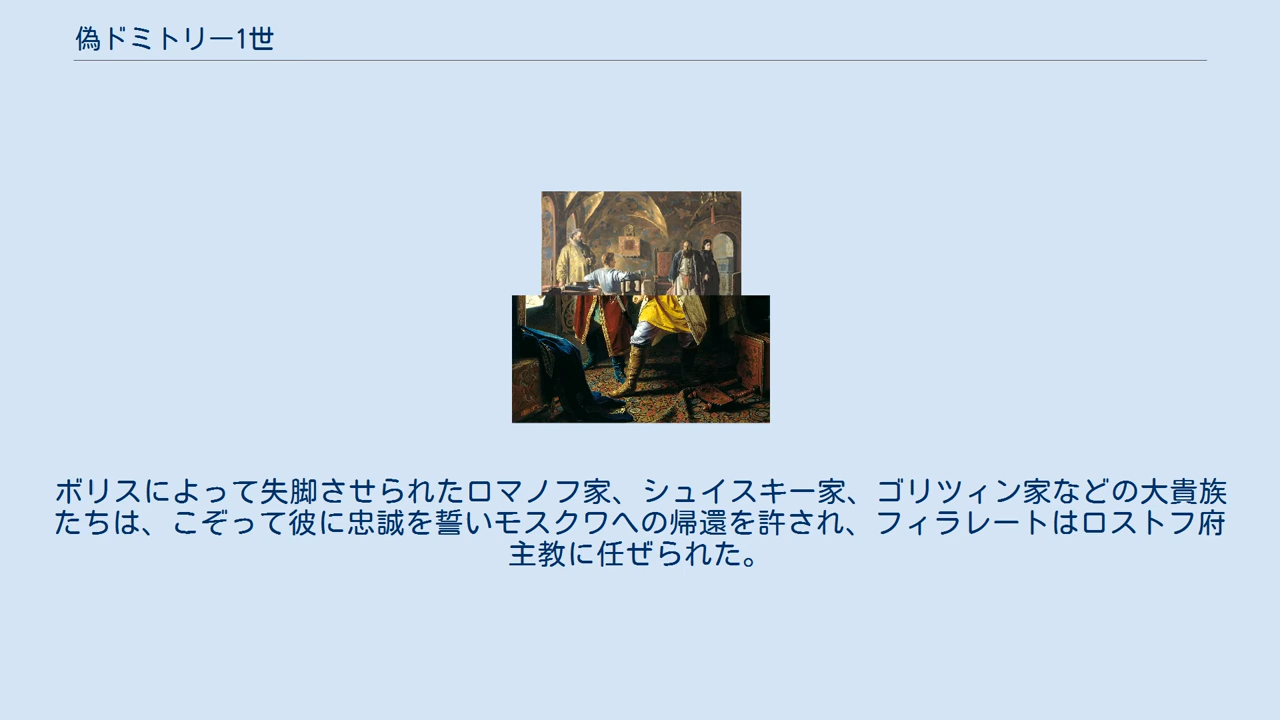 偽ドミトリー1世
ボリスによって失脚させられたロマノフ家、シュイスキー家、ゴリツィン家などの大貴族
たちは、こぞって彼に忠誠を誓いモスクワへの帰還を許され、フィラレートはロストフ府
主教に任ぜられた。